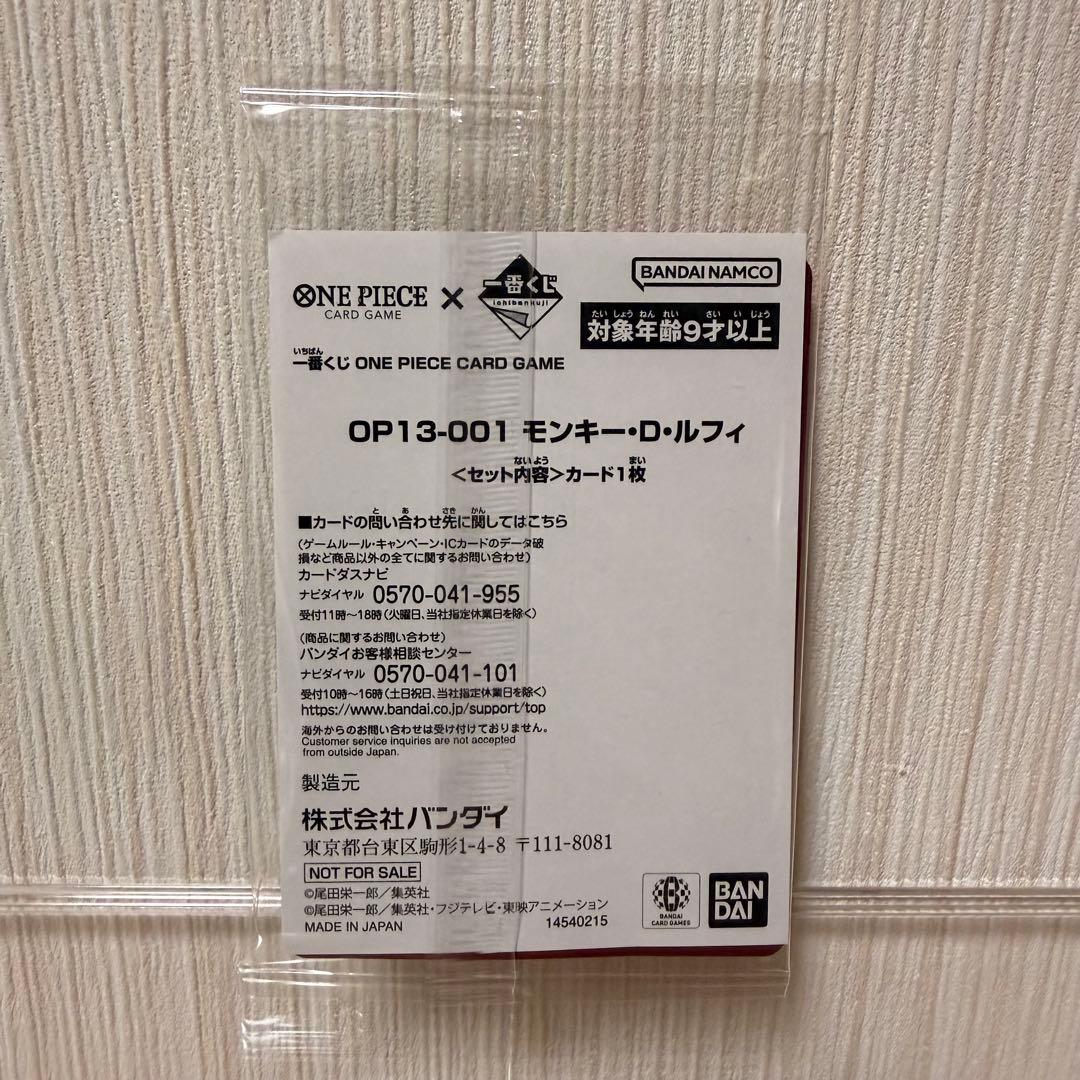 ONE PIECE
CARD GAME
×
一番くじ
ichibanKuji
BANDAI NAMCO
たいしょうねんれい さいいじょう
対象年齢9才以上
いちばん
一番くじ ONE PIECE CARD GAME
OP13-001 モンキー・D・ルフィ
ないよう まい
<セット内容>カード1枚
と あ さき かん
■カードの問い合わせ先に関してはこちら
(ゲームルール・キャンペーン・ICカードのデータ破
損など商品以外の全てに関するお問い合わせ)
カードダスナビ
ナビダイヤル 0570-041-955
受付11時~18時(火曜日、当社指定休業日を除く)
(商品に関するお問い合わせ)
バンダイお客様相談センター
ナビダイヤル 0570-041-101
受付10時~16時(土日祝日、当社指定休業日を除く)
https://www.bandai.co.jp/support/top
海外からのお問い合わせは受け付けておりません。
Customer service inquiries are not accepted
from outside Japan.
製造元
株式会社バンダイ
東京都台東区駒形1-4-8 〒111-8081
NOT FOR SALE
©尾田栄一郎/集英社
©尾田栄一郎/集英社・フジテレビ・東映アニメーション
MADE IN JAPAN
14540215
BANDAI
CARD GAMES
BAN
DAI